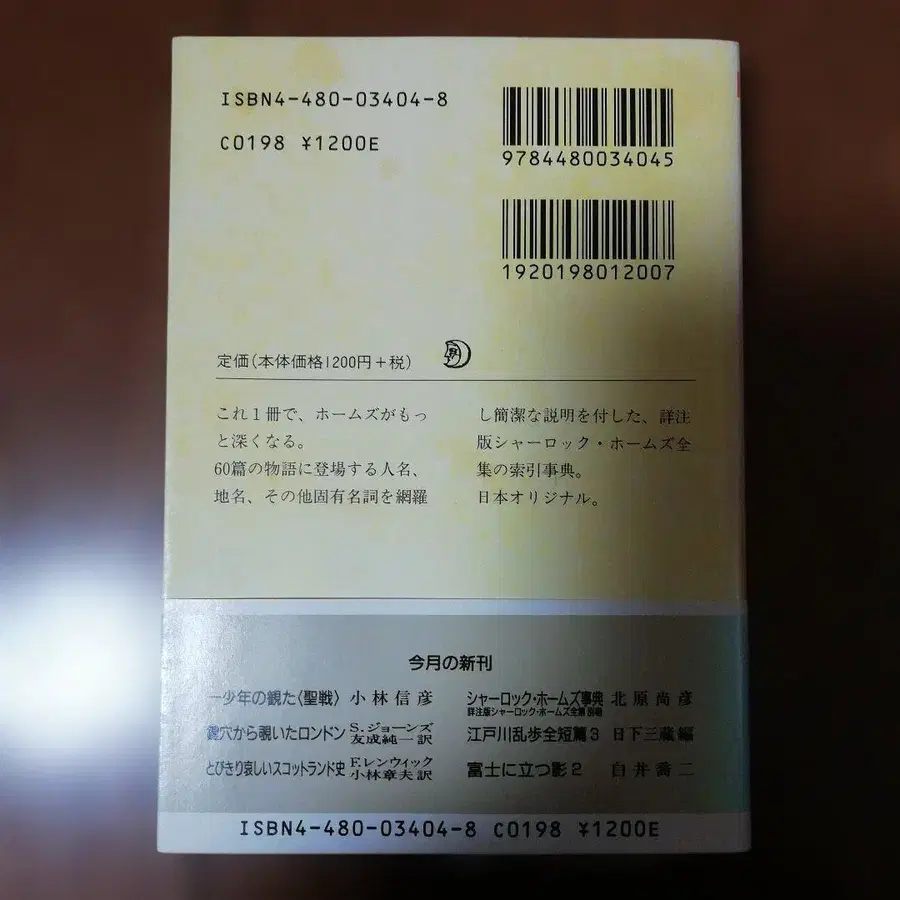 ISBN4-480-03404-8
C0198 ¥1200E
9784480034045
1920198012007
定価(本体価格1200円+税)
これ1冊で、ホームズがもっ
と深くなる。
60篇の物語に登場する人名、
地名、その他固有名詞を網羅
し簡潔な説明を付した、詳注
版シャーロック・ホームズ全
集の索引事典。
日本オリジナル。
今月の新刊
一少年の観た〈聖戦〉 小林信彦
鍵穴から覗いたロンドン S.ジョーンズ 友成純一訳
とびきり哀しいスコットランド史 F.レンウィック 小林章夫訳
シャーロック・ホームズ事典 北原尚彦
詳注版シャーロック・ホームズ全集 別巻
江戸川乱歩全短篇3 日下三蔵編
富士に立つ影2 白井喬二
ISBN4-480-03404-8 C0198 ¥1200E